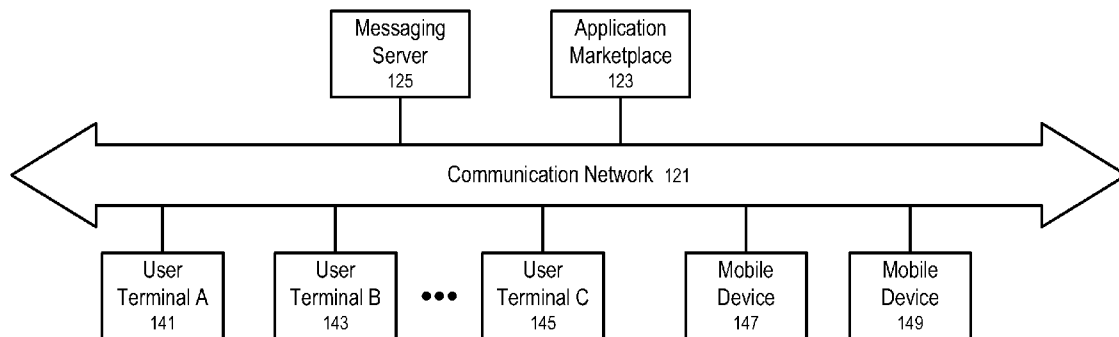 Messaging
Server
125
Application
Marketplace
123
Communication Network 121
User
Terminal A
141
User
Terminal B
143
User
Terminal C
145
Mobile
Device
147
Mobile
Device
149